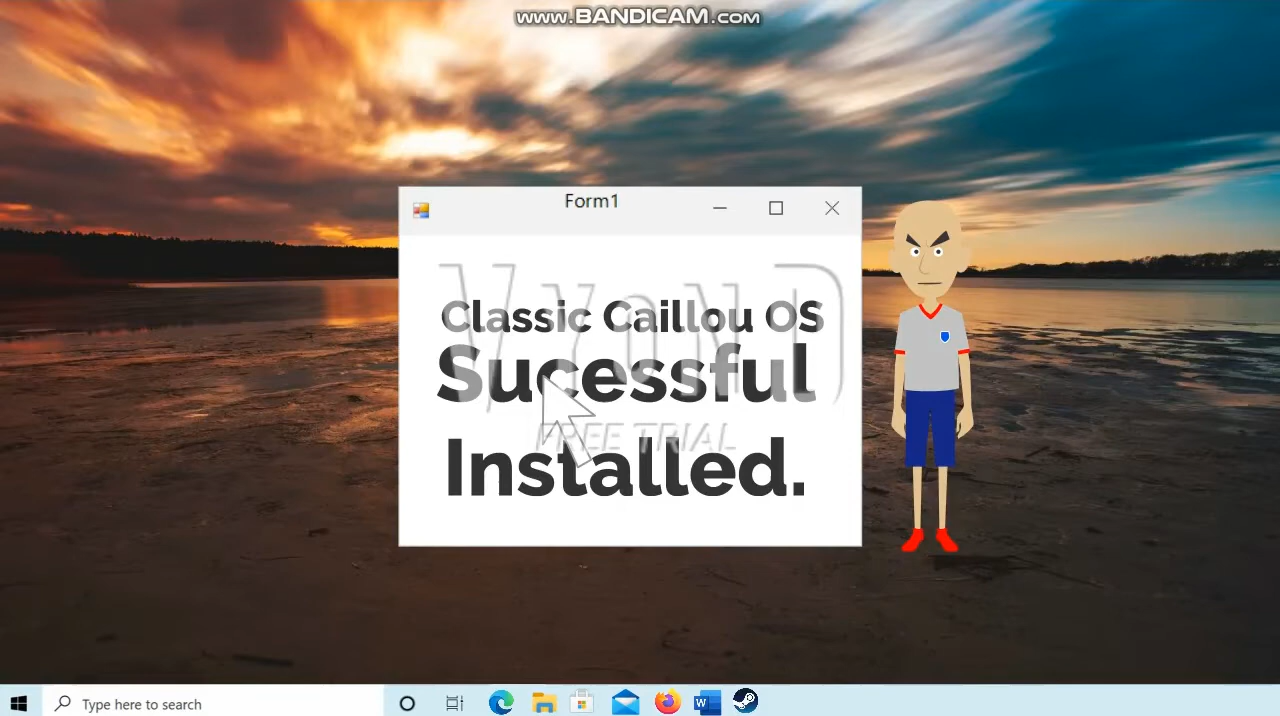 www.BANDICAM.com
Form1
Classic Caillou OS
Sucessful
Installed.
VYOND
FREE TRIAL
Type here to search